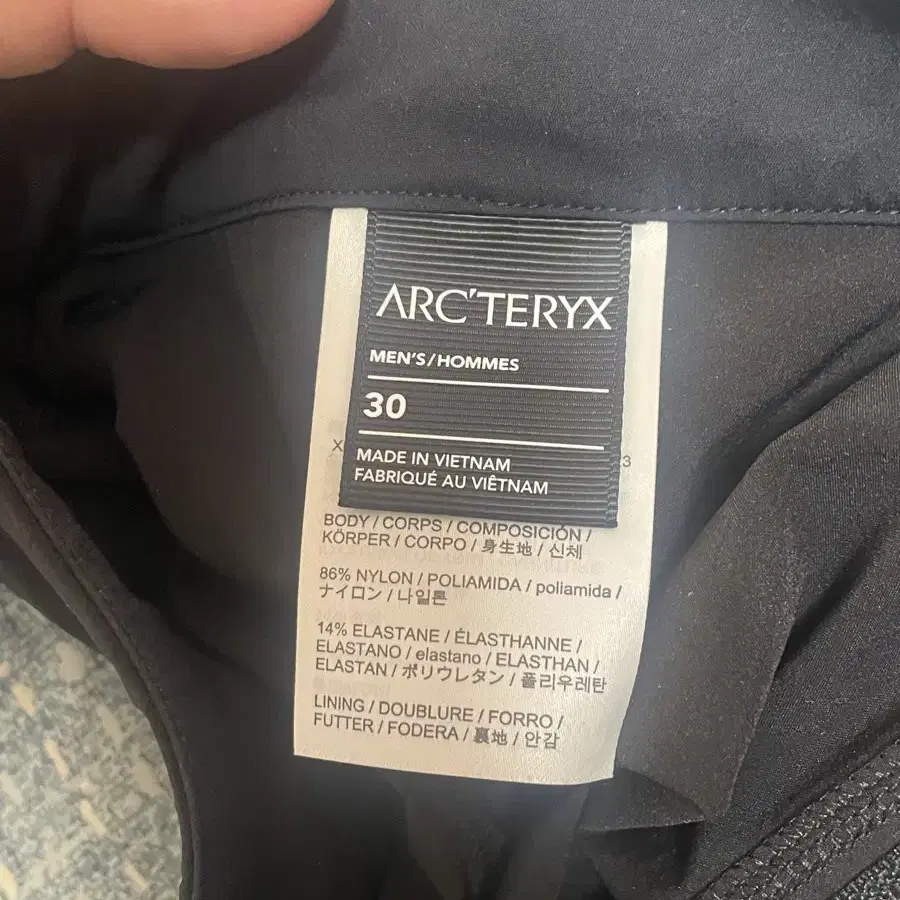 ARC'TERYX
MEN'S/HOMMES
30
X 3
MADE IN VIETNAM
FABRIQUÉ AU VIÊTNAM
BODY / CORPS / COMPOSICIÓN /
KÖRPER / CORPO / 身生地 / 신체
86% NYLON / POLIAMIDA / poliamida /
ナイロン / 나일론
14% ELASTANE / ÉLASTHANNE /
ELASTANO / elastano / ELASTHAN /
ELASTAN / ポリウレタン / 폴리우레탄
LINING / DOUBLURE / FORRO /
FUTTER / FODERA / 裏地 / 안감